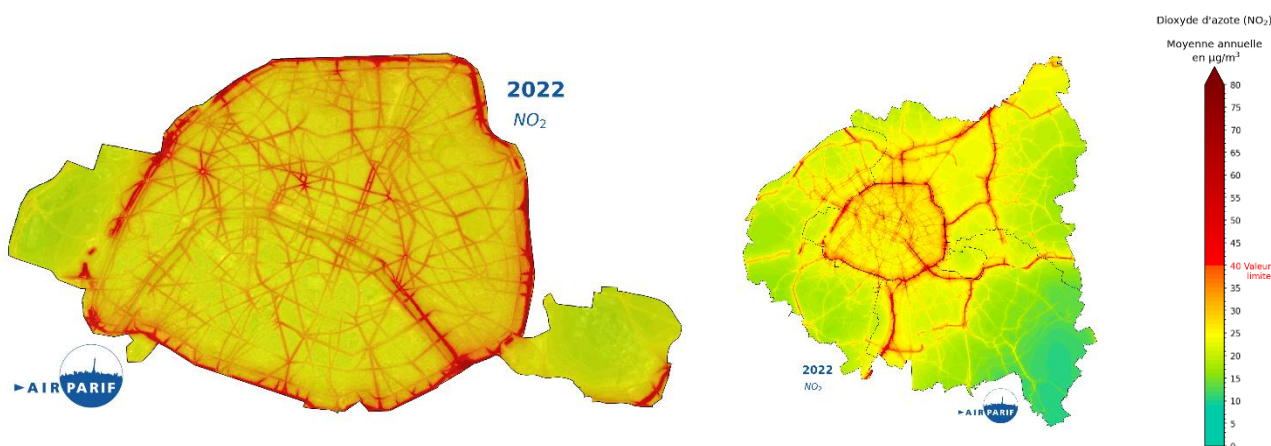 2022
NO₂
AIRPARIF
2022
NO₂
AIRPARIF
Dioxyde d'azote (NO₂)
Moyenne annuelle
en µg/m³
80
75
70
65
60
55
50
45
40 Valeur
limite
35
30
25
20
15
10
5
0